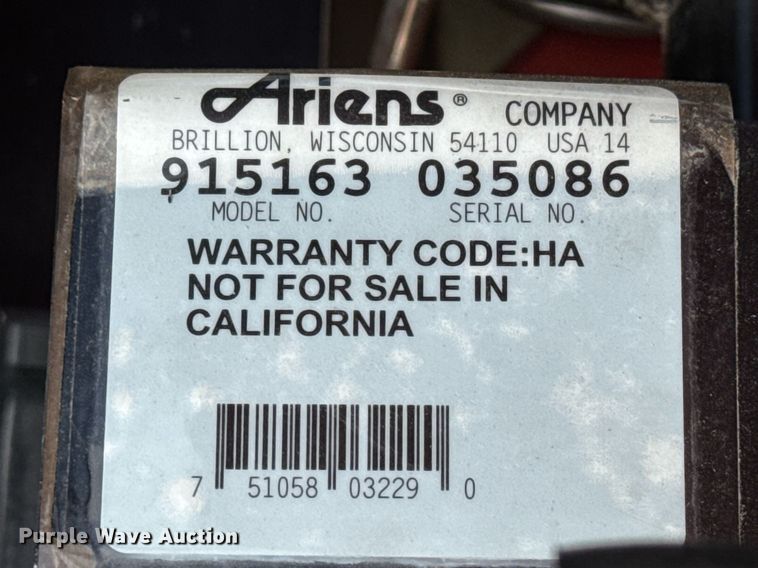 Ariens® COMPANY
BRILLION, WISCONSIN 54110 USA 14
915163 035086
MODEL NO. SERIAL NO.
WARRANTY CODE:HA
NOT FOR SALE IN
CALIFORNIA
7 51058 03229 0
Purple Wave Auction